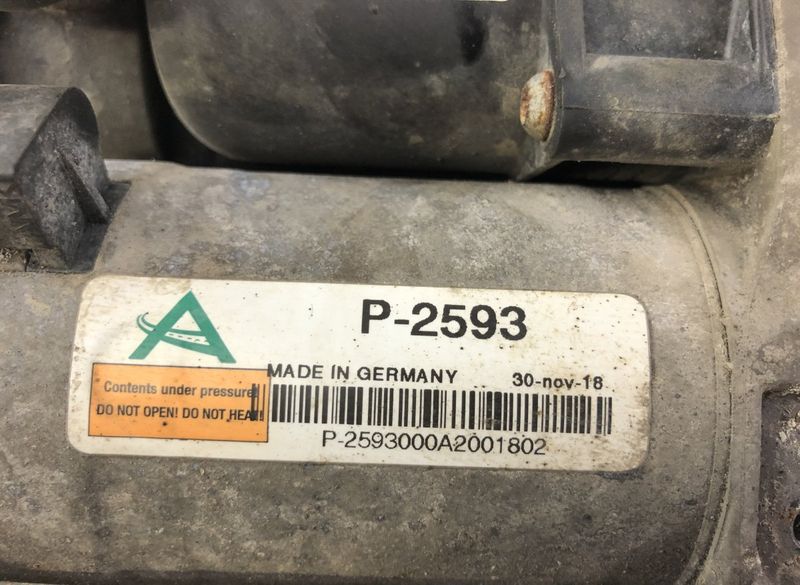 P-2593
MADE IN GERMANY 30-nov-18
Contents under pressure!
DO NOT OPEN! DO NOT HEAT!
P-2593000A2001802